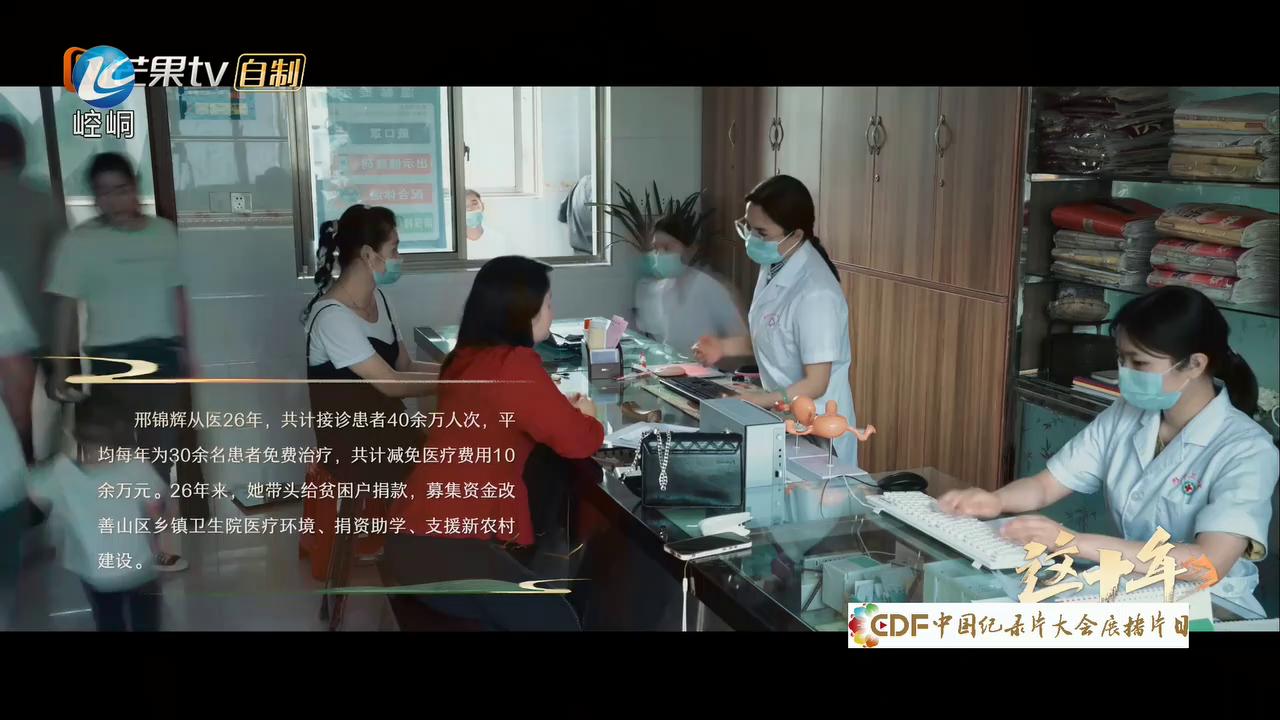 芒果tv 自制
崆峒
戴口罩
邢锦辉从医26年，共计接诊患者40余万人次，平
均每年为30余名患者免费治疗，共计减免医疗费用10
余万元。26年来，她带头给贫困户捐款，募集资金改
善山区乡镇卫生院医疗环境、捐资助学、支援新农村
建设。
这十年
CDF中国纪录片大会展播片目